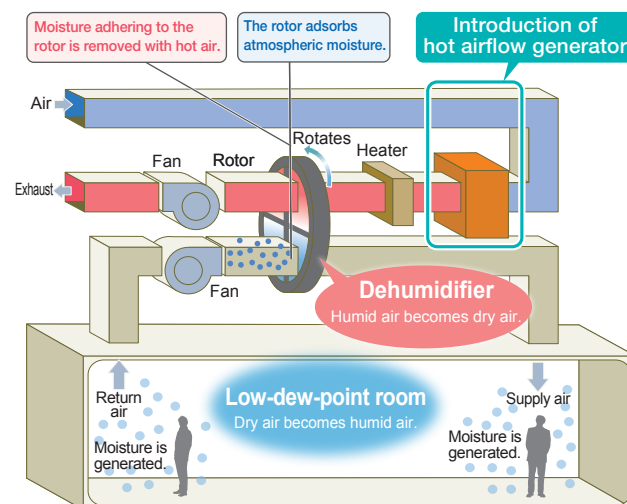 Moisture adhering to the
rotor is removed with hot air.
The rotor adsorbs
atmospheric moisture.
Introduction of
hot airflow generator
Air
Rotates
Fan
Rotor
Heater
Exhaust
Fan
Dehumidifier
Humid air becomes dry air.
Return
air
Low-dew-point room
Dry air becomes humid air.
Supply air
Moisture is
generated.
Moisture is
generated.